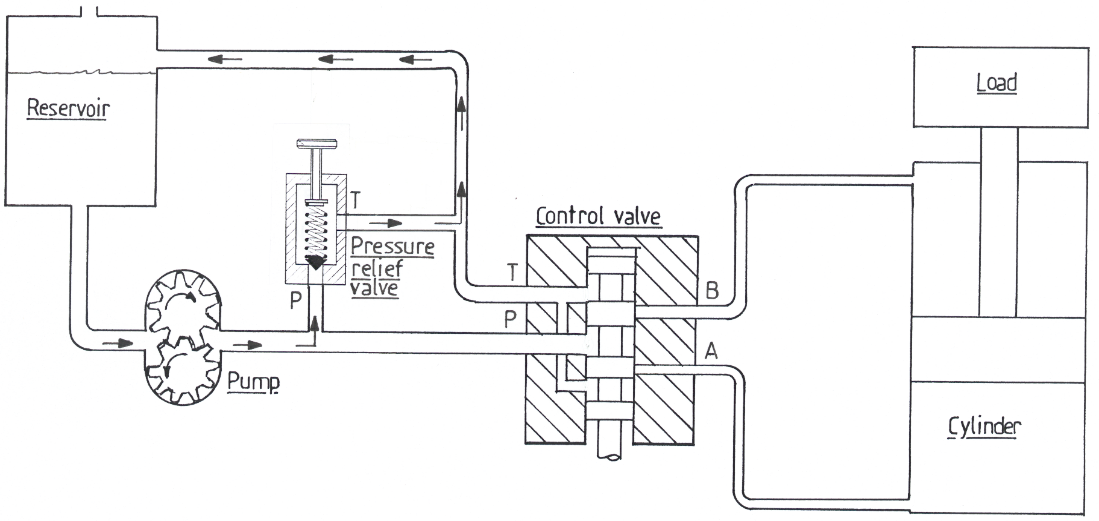 Reservoir
Load
T
Pressure
relief
valve
P
Control valve
T
P
B
A
Pump
Cylinder